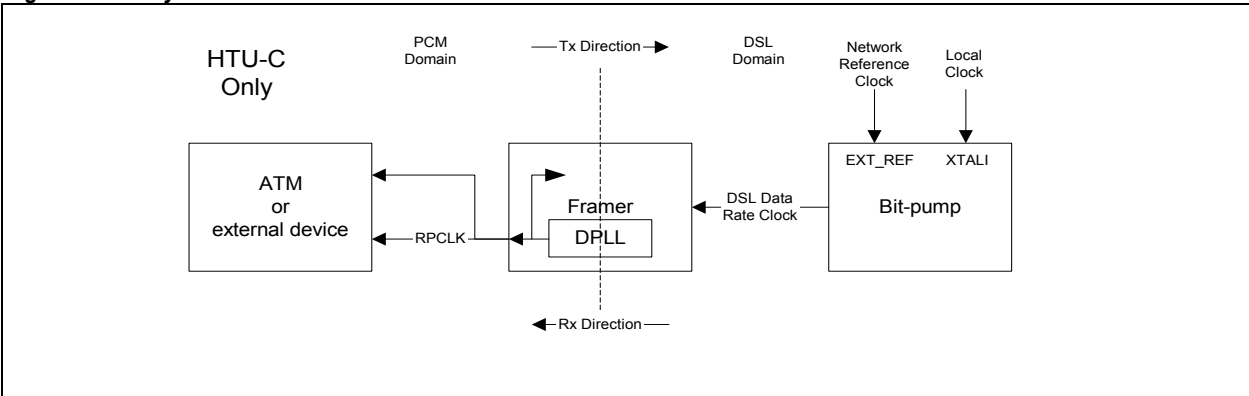 HTU-C
Only
PCM
Domain
Tx Direction
DSL
Domain
Network
Reference
Clock
Local
Clock
ATM
or
external device
RPCLK
Framer
DPLL
DSL Data
Rate Clock
EXT_REF
XTALI
Bit-pump
Rx Direction